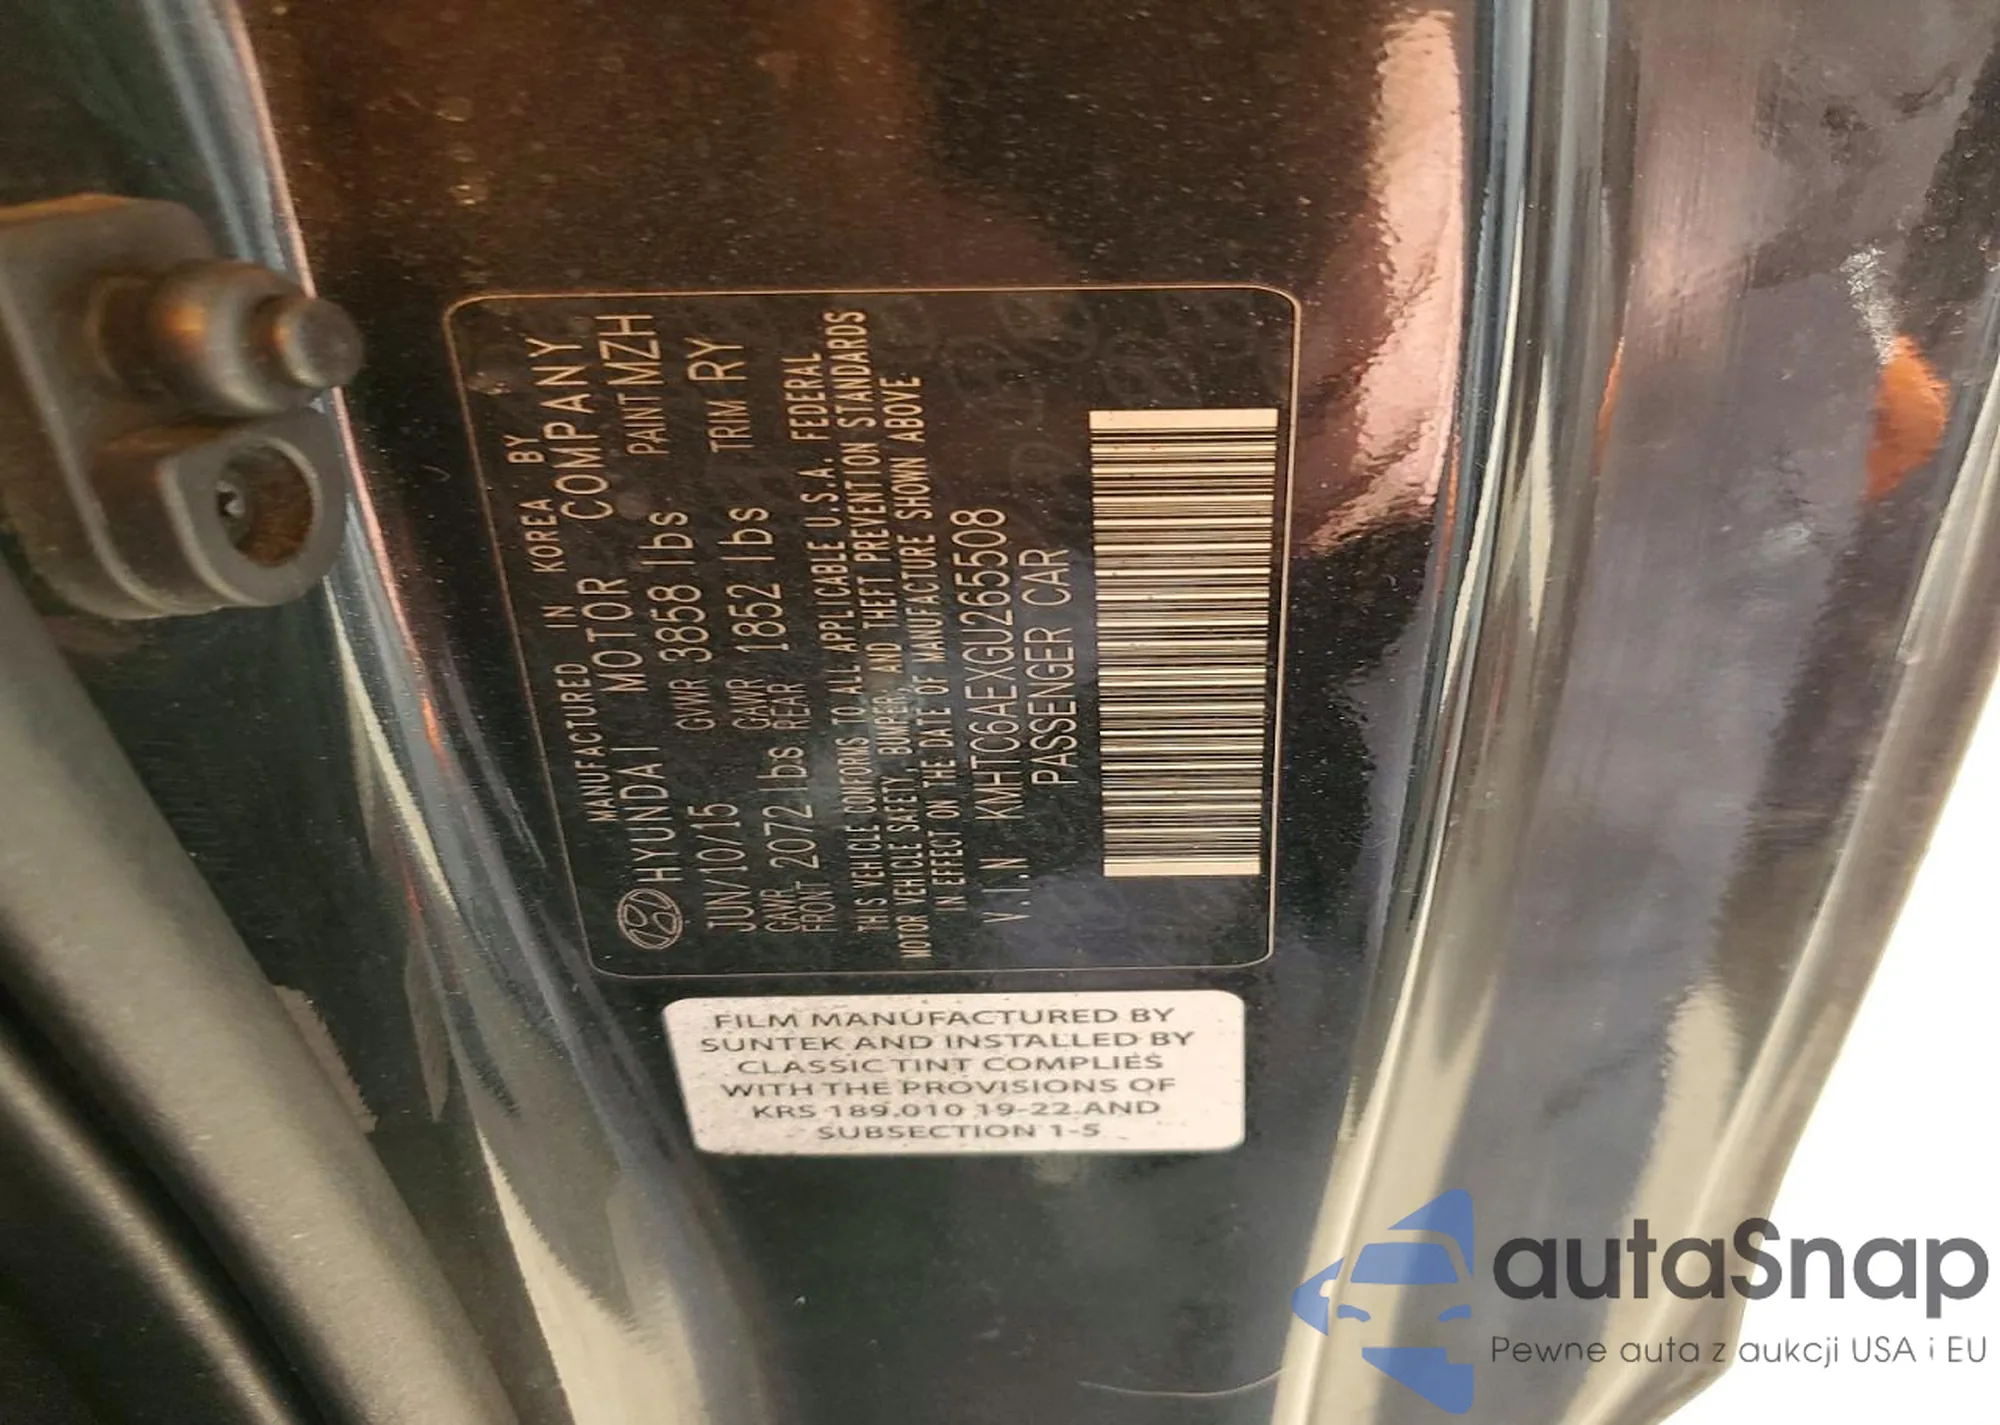 MANUFACTURED IN KOREA BY
HYUNDAI MOTOR COMPANY
JUN/10/15 GVWR 3858 lbs PAINT MZH
GAWR FRONT 2072 lbs GAWR REAR 1852 lbs TRIM RY
THIS VEHICLE CONFORMS TO ALL APPLICABLE U.S.A. FEDERAL
MOTOR VEHICLE SAFETY, BUMPER, AND THEFT PREVENTION STANDARDS
IN EFFECT ON THE DATE OF MANUFACTURE SHOWN ABOVE
V.I.N KMHTC6AEXGU265508
PASSENGER CAR
FILM MANUFACTURED BY
SUNTEK AND INSTALLED BY
CLASSIC TINT COMPLIES
WITH THE PROVISIONS OF
KRS 189.010 19-22 AND
SUBSECTION 1-5
autaSnap
Pewne auta z aukcji USA i EU